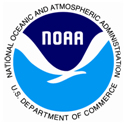 NATIONAL OCEANIC AND ATMOSPHERIC ADMINISTRATION
NOAA
U.S. DEPARTMENT OF COMMERCE